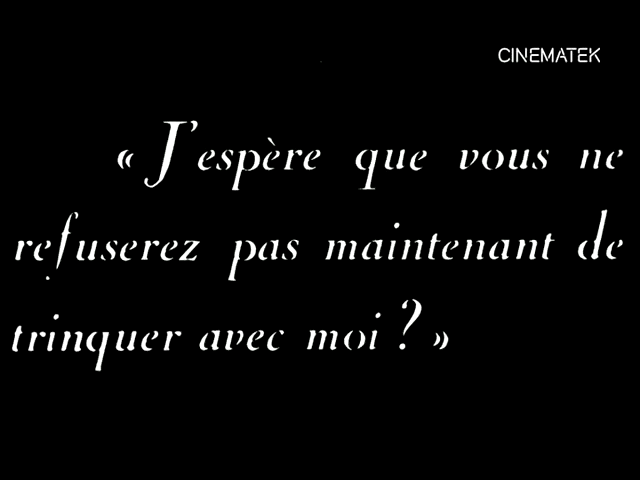 CINEMATEK
« J'espère que vous ne
refuserez pas maintenant de
trinquer avec moi ? »